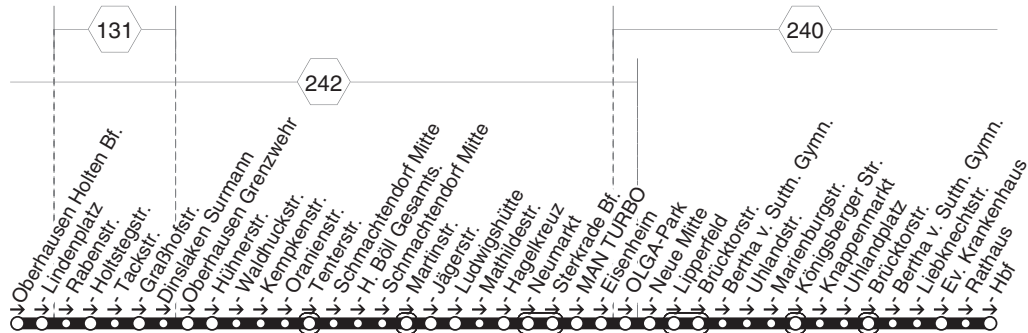 131
240
242
Oberhausen Holten Bf.
Lindenplatz
Rabenstr.
Holtstegstr.
Tackstr.
Graßhofstr.
Dinslaken Surmann
Oberhausen Grenzwehr
Hühnerstr.
Waldhuckstr.
Kempkenstr.
Oranienstr.
Tenterstr.
Schmachtendorf Mitte
H. Böll Gesamts.
Schmachtendorf Mitte
Martinstr.
Jägerstr.
Ludwigshütte
Mathildestr.
Hagelkreuz
Neumarkt
Sterkrade Bf.
MAN TURBO
Eisenheim
OLGA-Park
Neue Mitte
Lipperfeld
Brücktorstr.
Bertha v. Suttn. Gymn.
Uhlandstr.
Marienburgstr.
Königsberger Str.
Knappenmarkt
Uhlandplatz
Brücktorstr.
Bertha v. Suttn. Gymn.
Liebknechtstr.
Ev. Krankenhaus
Rathaus
Hbf